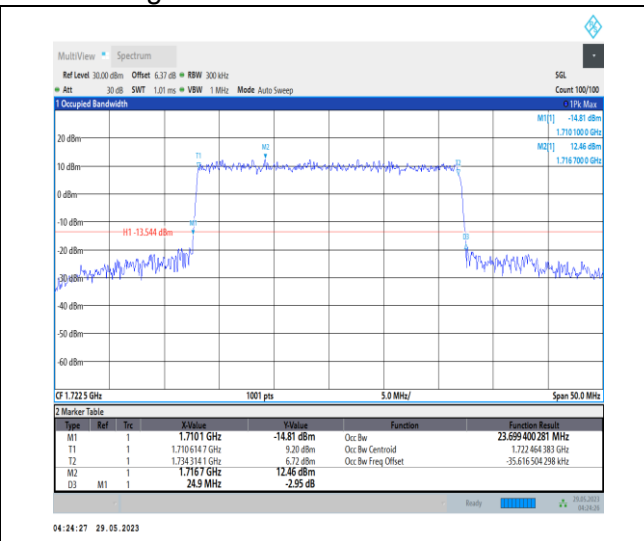 MultiView Spectrum
Ref Level 30.00 dBm Offset 6.37 dB RBW 300 kHz SGL
Att 30 dB SWT 1.01 ms VBW 1 MHz Mode Auto Sweep Count 100/100
1 Occupied Bandwidth 1Pk Max
M1[1] -14.81 dBm
1.710 100 0 GHz
M2[1] 12.46 dBm
1.716 700 0 GHz
20 dBm
T1 M2
10 dBm
0 dBm
-10 dBm
M1
H1 -13.544 dBm
D3
-20 dBm
-30 dBm
-40 dBm
-50 dBm
-60 dBm
CF 1.722 5 GHz 1001 pts 5.0 MHz/ Span 50.0 MHz
2 Marker Table
Type Ref Trc X-Value Y-Value Function Function Result
M1 1 1.7101 GHz -14.81 dBm Occ Bw 23.699 400 281 MHz
T1 1 1.710 614 7 GHz 9.20 dBm Occ Bw Centroid 1.722 464 383 GHz
T2 1 1.734 314 1 GHz 6.72 dBm Occ Bw Freq Offset -35.616 504 298 kHz
M2 1 1.7167 GHz 12.46 dBm
D3 M1 1 24.9 MHz -2.95 dB
Ready 29.05.2023
04:24:26
04:24:27 29.05.2023